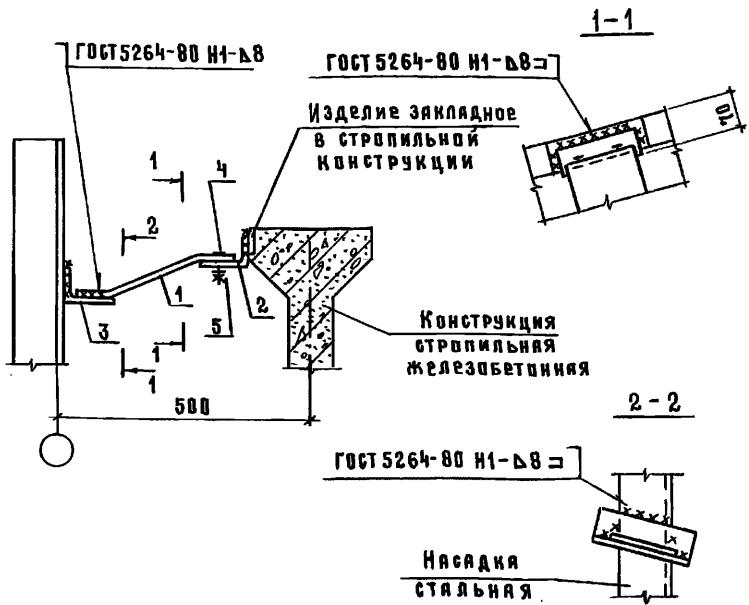 1-1
ГОСТ 5264-80 Н1-⊿8
ГОСТ 5264-80 Н1-⊿8 ⊐
70
Изделие закладное
в стропильной
конструкции
1
4
2
1
3
5
2
1
1
Конструкция
стропильная
железобетонная
500
2-2
ГОСТ 5264-80 Н1-⊿8 ⊐
Насадка
стальная